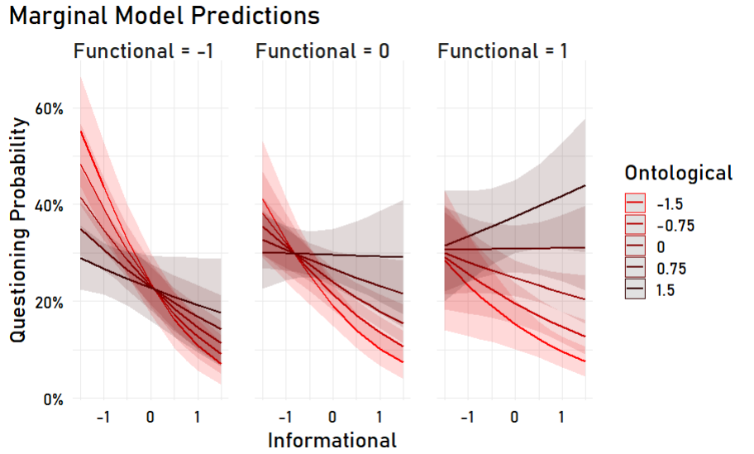 Marginal Model Predictions
Functional = -1
Functional = 0
Functional = 1
Questioning Probability
60%
40%
20%
0%
-1 0 1
-1 0 1
-1 0 1
Informational
Ontological
-1.5
-0.75
0
0.75
1.5